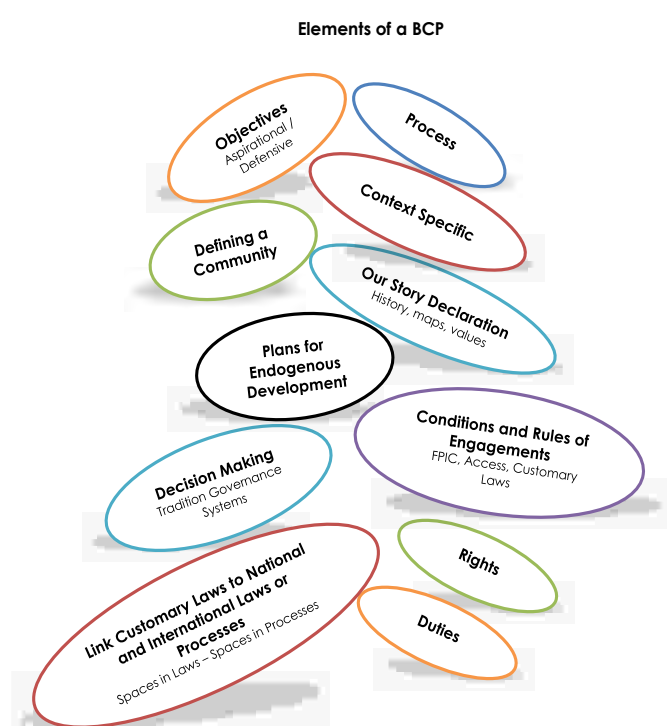 Elements of a BCP
Objectives
Aspirational /
Defensive
Process
Context Specific
Defining a
Community
Our Story Declaration
History, maps, values
Plans for
Endogenous
Development
Conditions and Rules of
Engagements
FPIC, Access, Customary
Laws
Decision Making
Tradition Governance
Systems
Rights
Link Customary Laws to National
and International Laws or
Processes
Spaces in Laws – Spaces in Processes
Duties